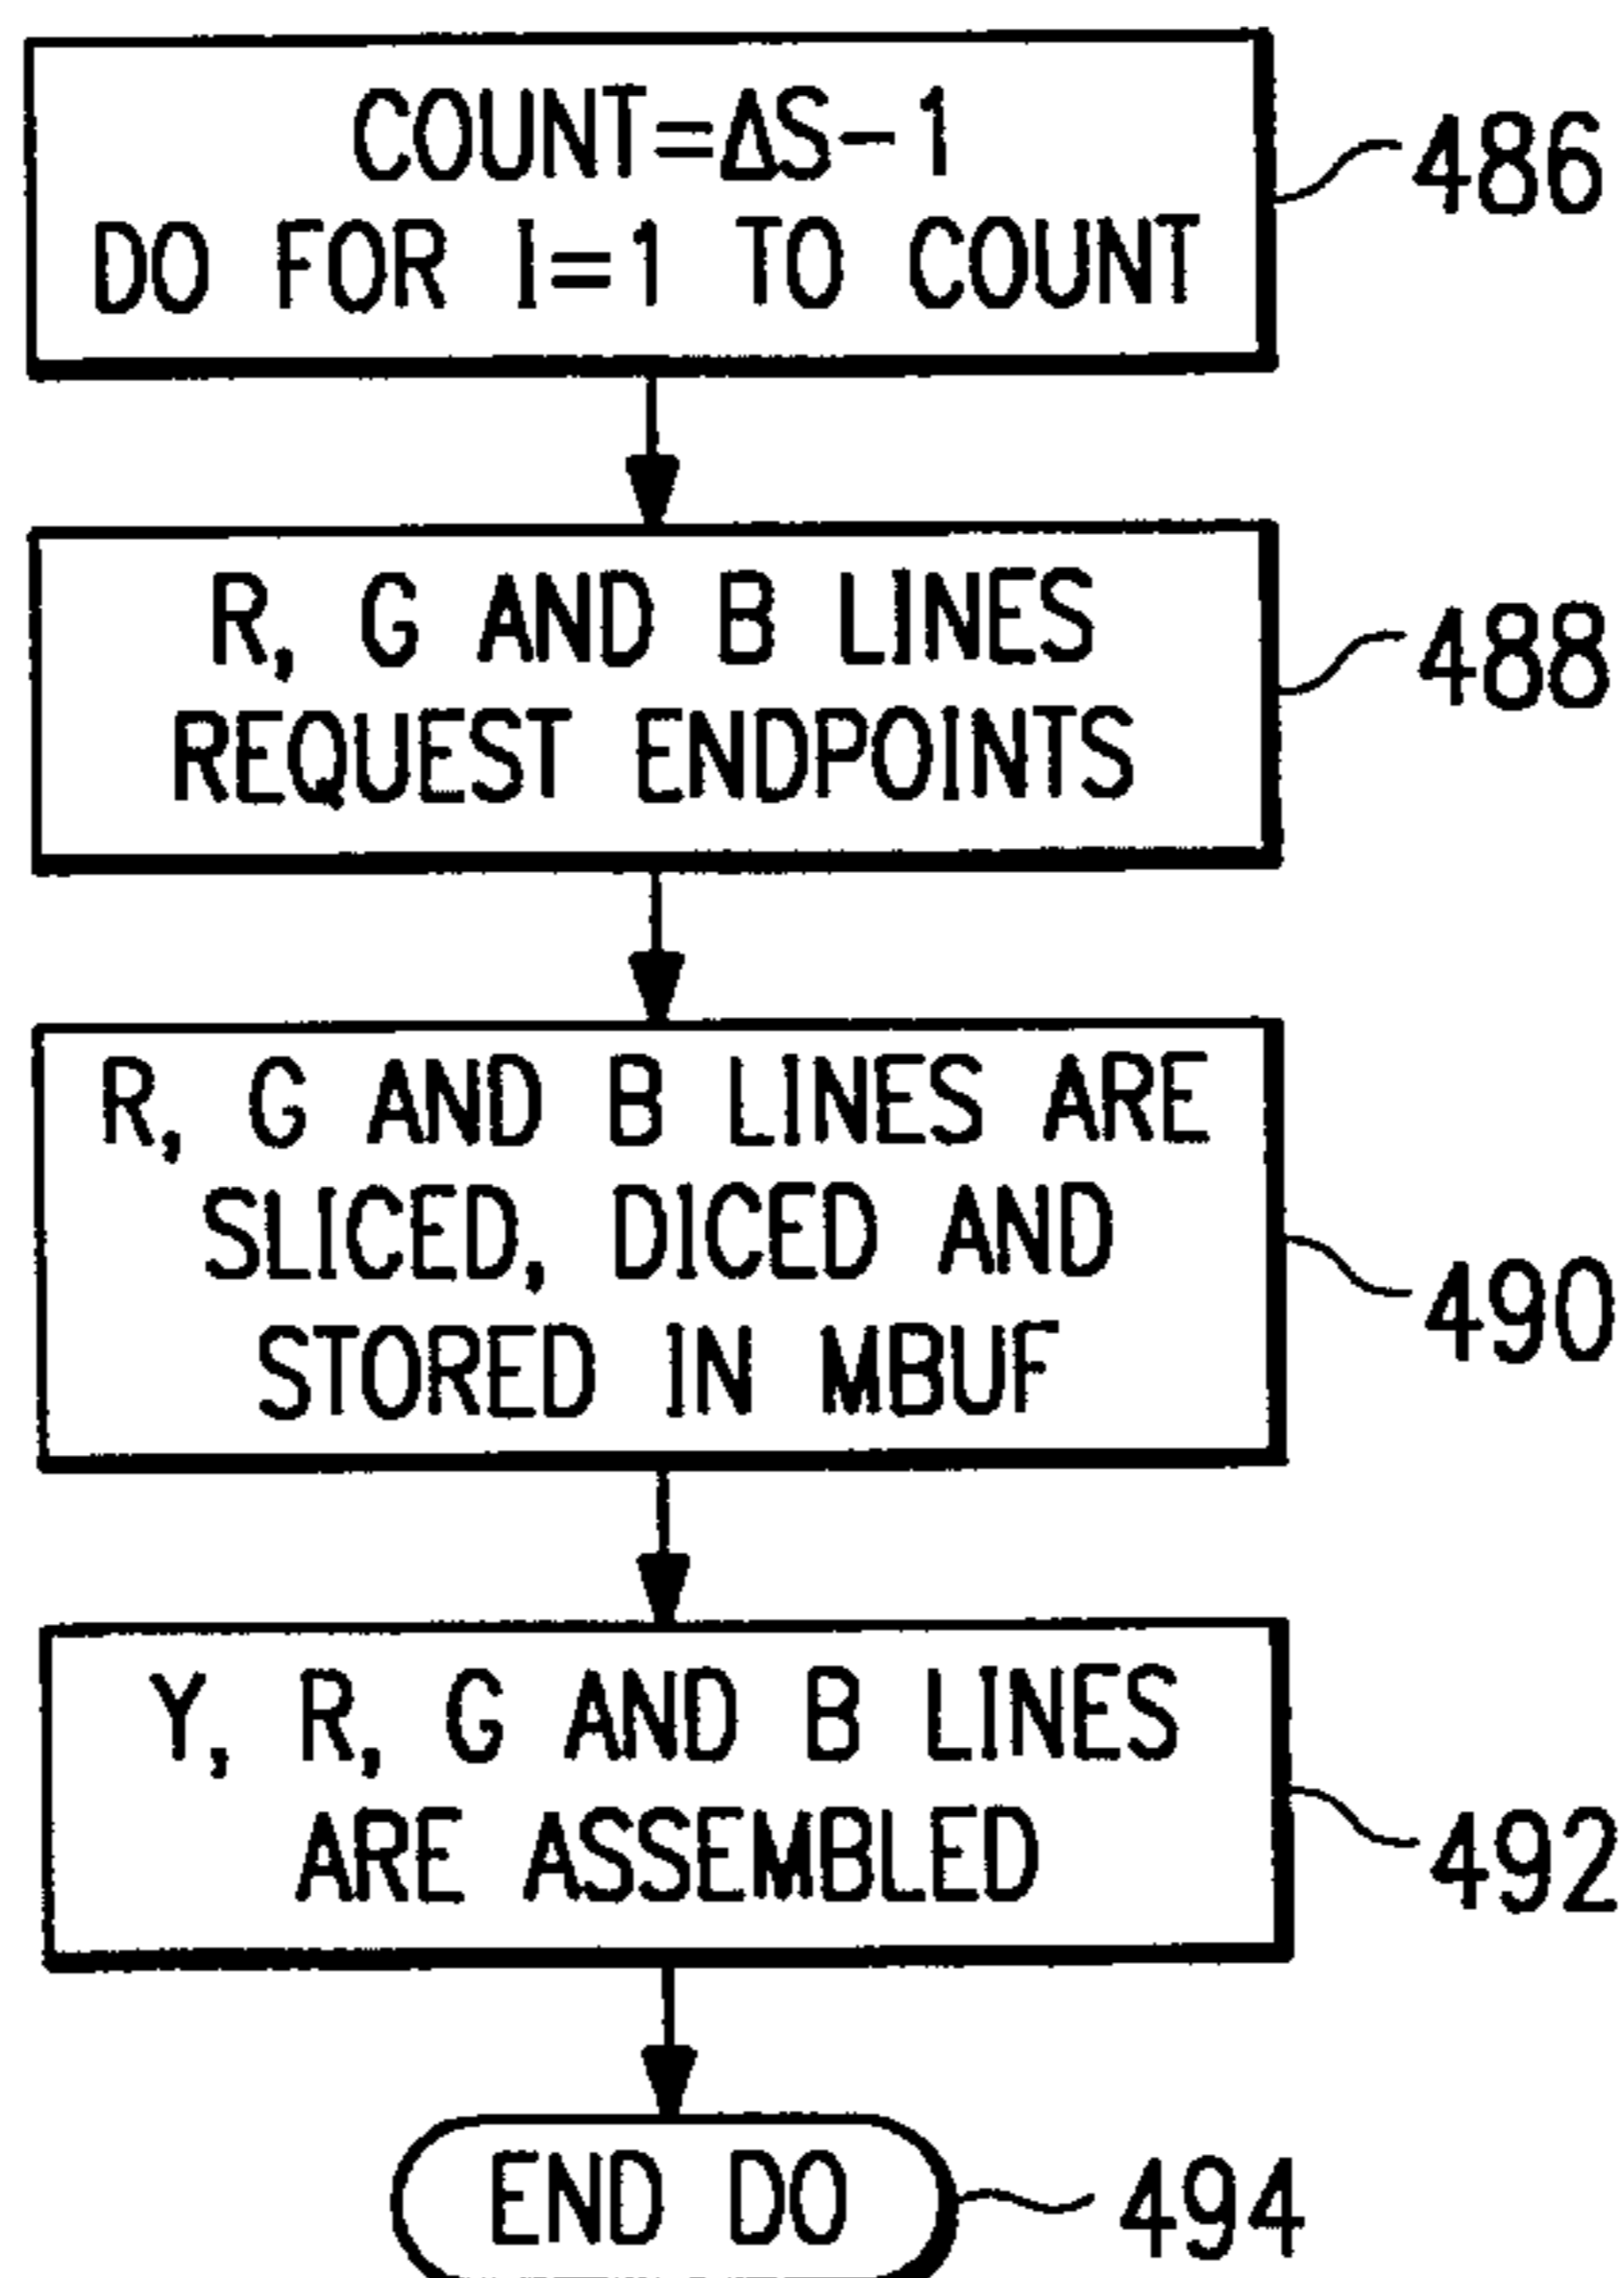 COUNT=ΔS-1
DO FOR I=1 TO COUNT
486
R, G AND B LINES
REQUEST ENDPOINTS
488
R, G AND B LINES ARE
SLICED, DICED AND
STORED IN MBUF
490
Y, R, G AND B LINES
ARE ASSEMBLED
492
END DO
494